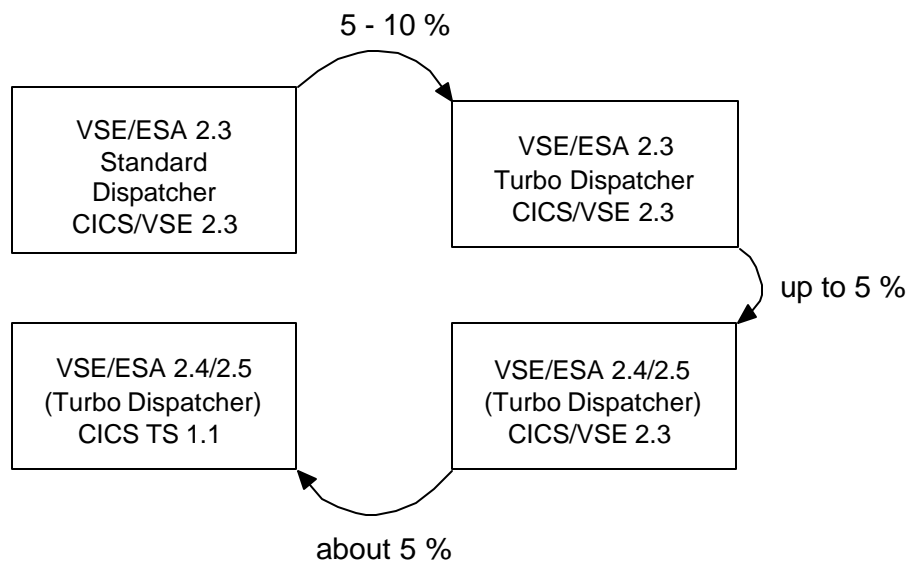 5 - 10 %
VSE/ESA 2.3
Standard
Dispatcher
CICS/VSE 2.3
VSE/ESA 2.3
Turbo Dispatcher
CICS/VSE 2.3
up to 5 %
VSE/ESA 2.4/2.5
(Turbo Dispatcher)
CICS TS 1.1
VSE/ESA 2.4/2.5
(Turbo Dispatcher)
CICS/VSE 2.3
about 5 %